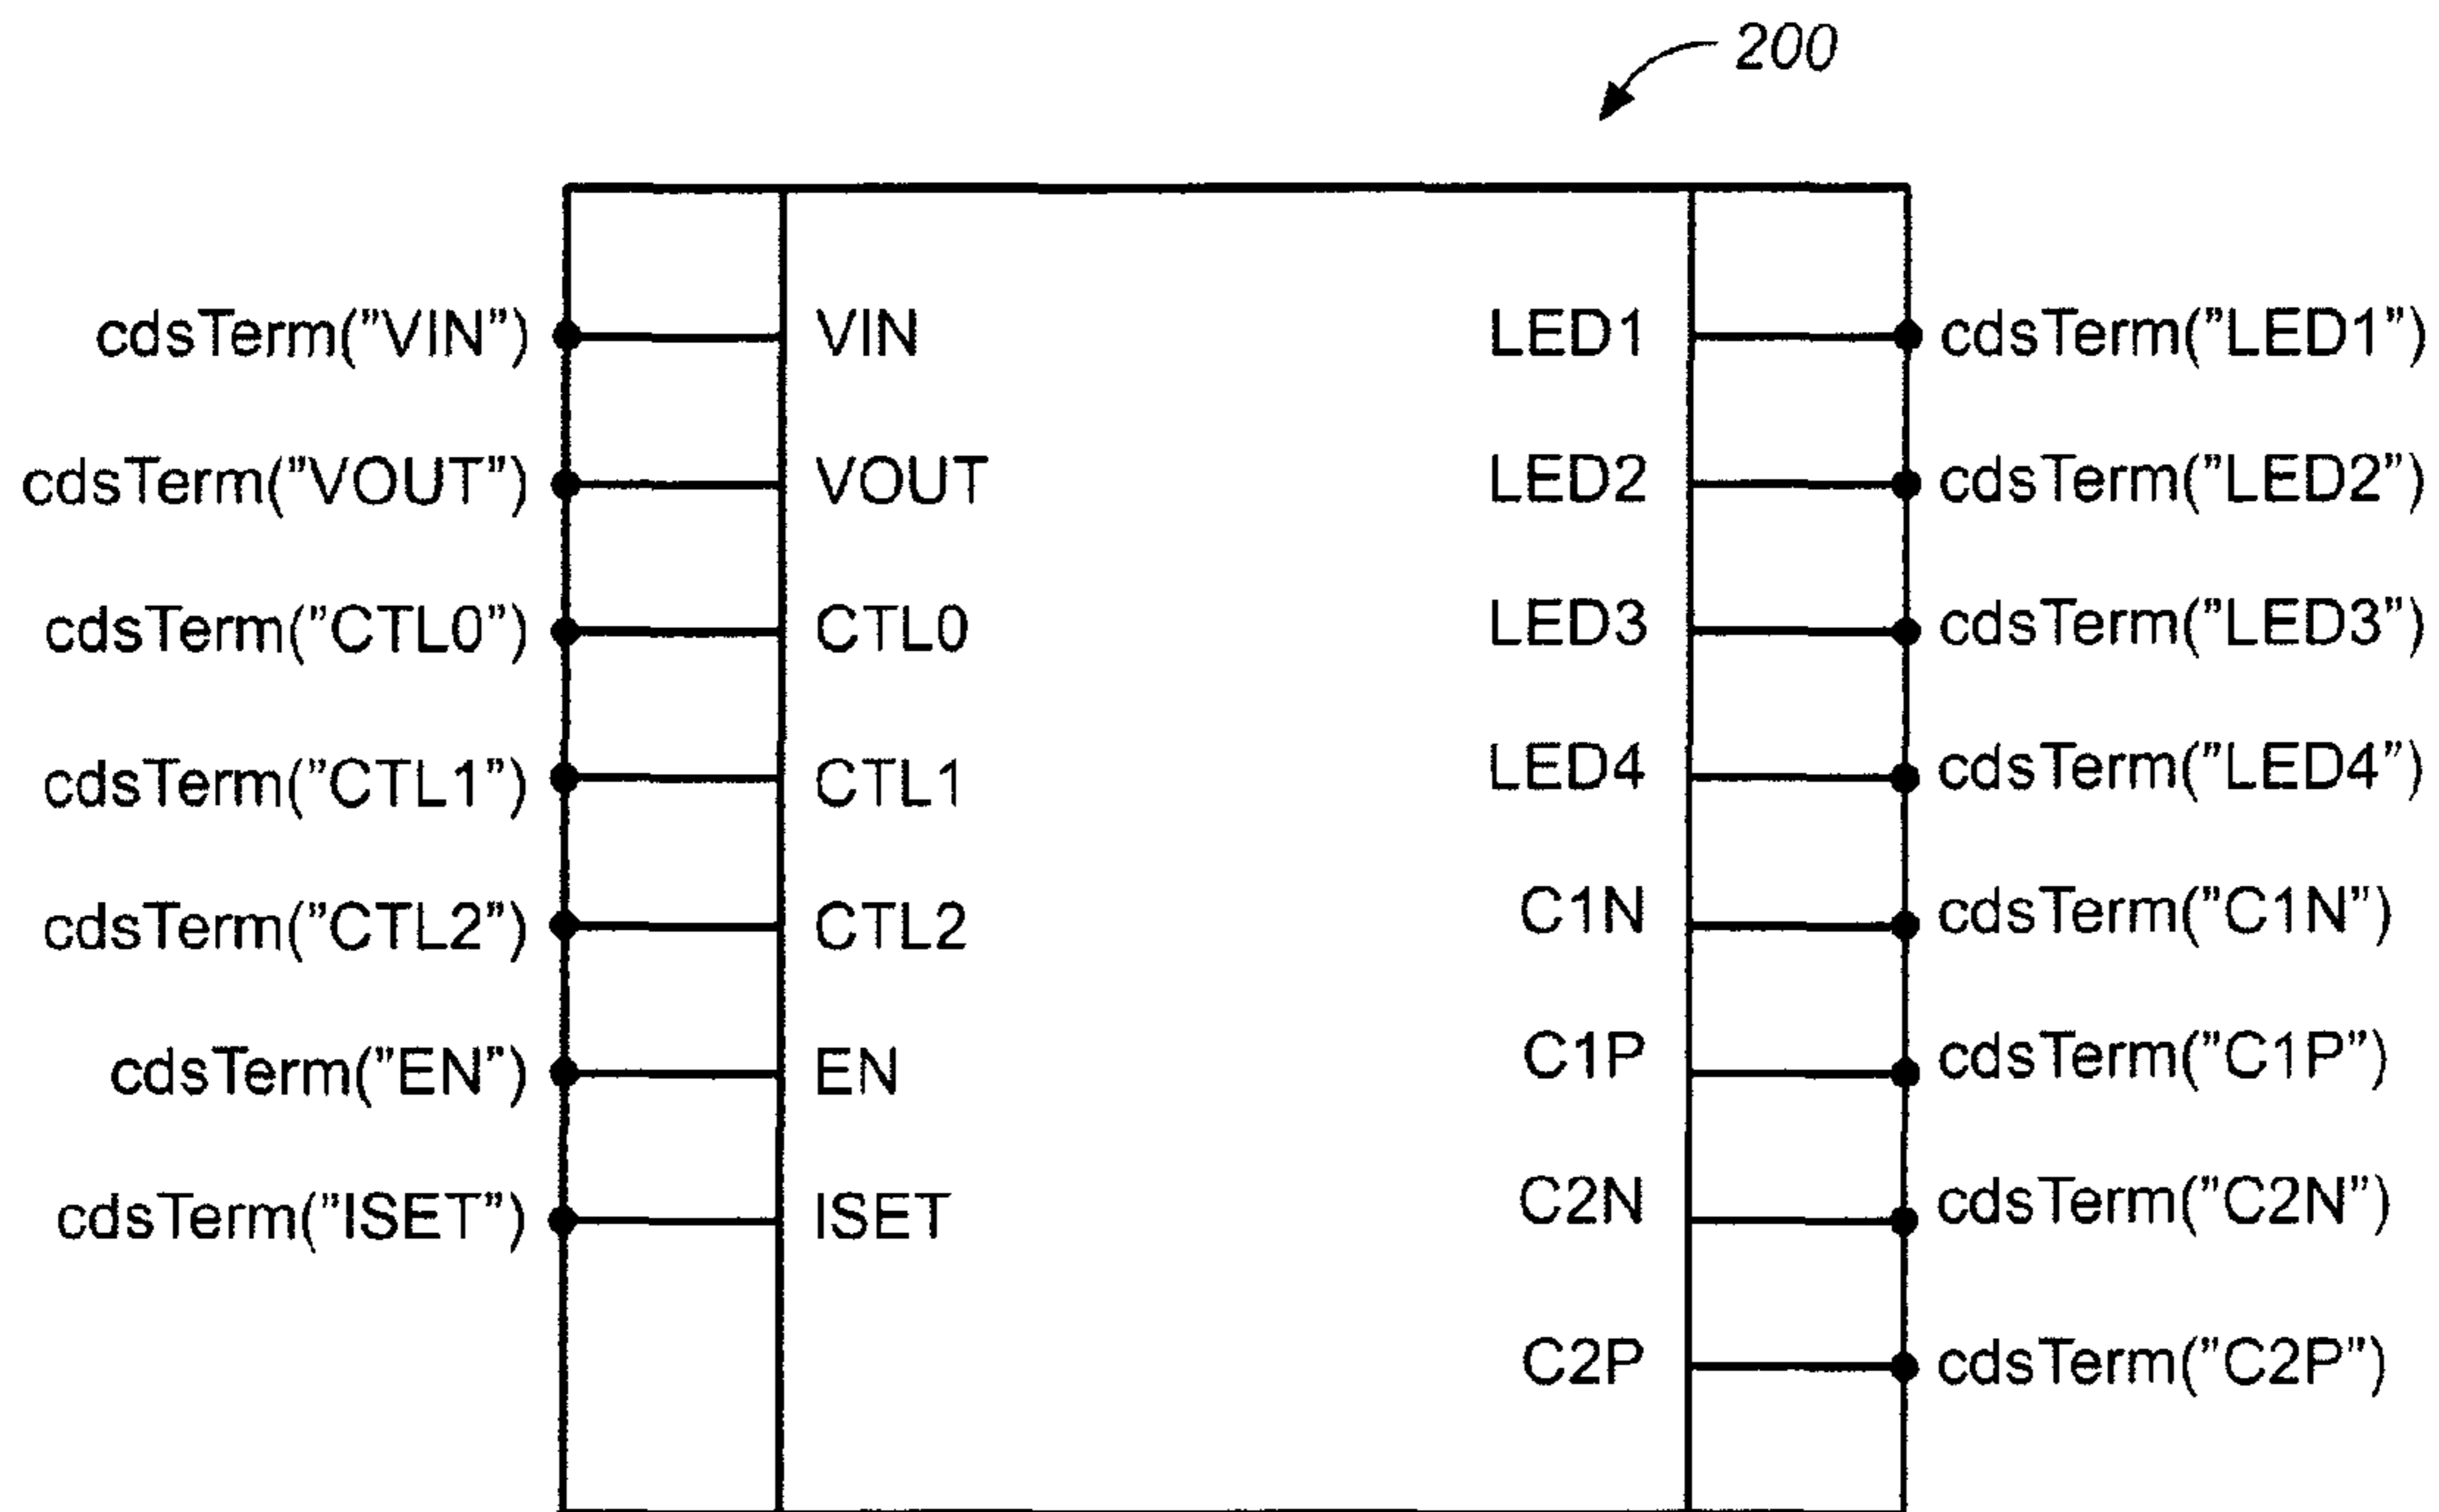 200
cdsTerm("VIN") VIN LED1 cdsTerm("LED1")
cdsTerm("VOUT") VOUT LED2 cdsTerm("LED2")
cdsTerm("CTL0") CTL0 LED3 cdsTerm("LED3")
cdsTerm("CTL1") CTL1 LED4 cdsTerm("LED4")
cdsTerm("CTL2") CTL2 C1N cdsTerm("C1N")
cdsTerm("EN") EN C1P cdsTerm("C1P")
cdsTerm("ISET") ISET C2N cdsTerm("C2N")
C2P cdsTerm("C2P")